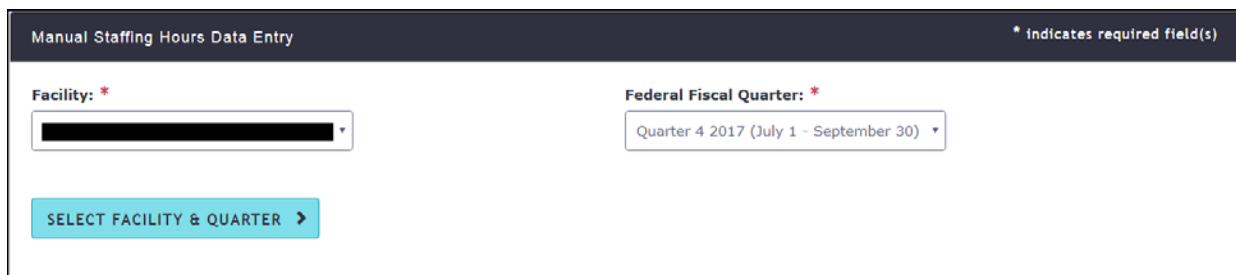 Manual Staffing Hours Data Entry
* indicates required field(s)
Facility: *
Federal Fiscal Quarter: *
Quarter 4 2017 (July 1 - September 30)
SELECT FACILITY & QUARTER